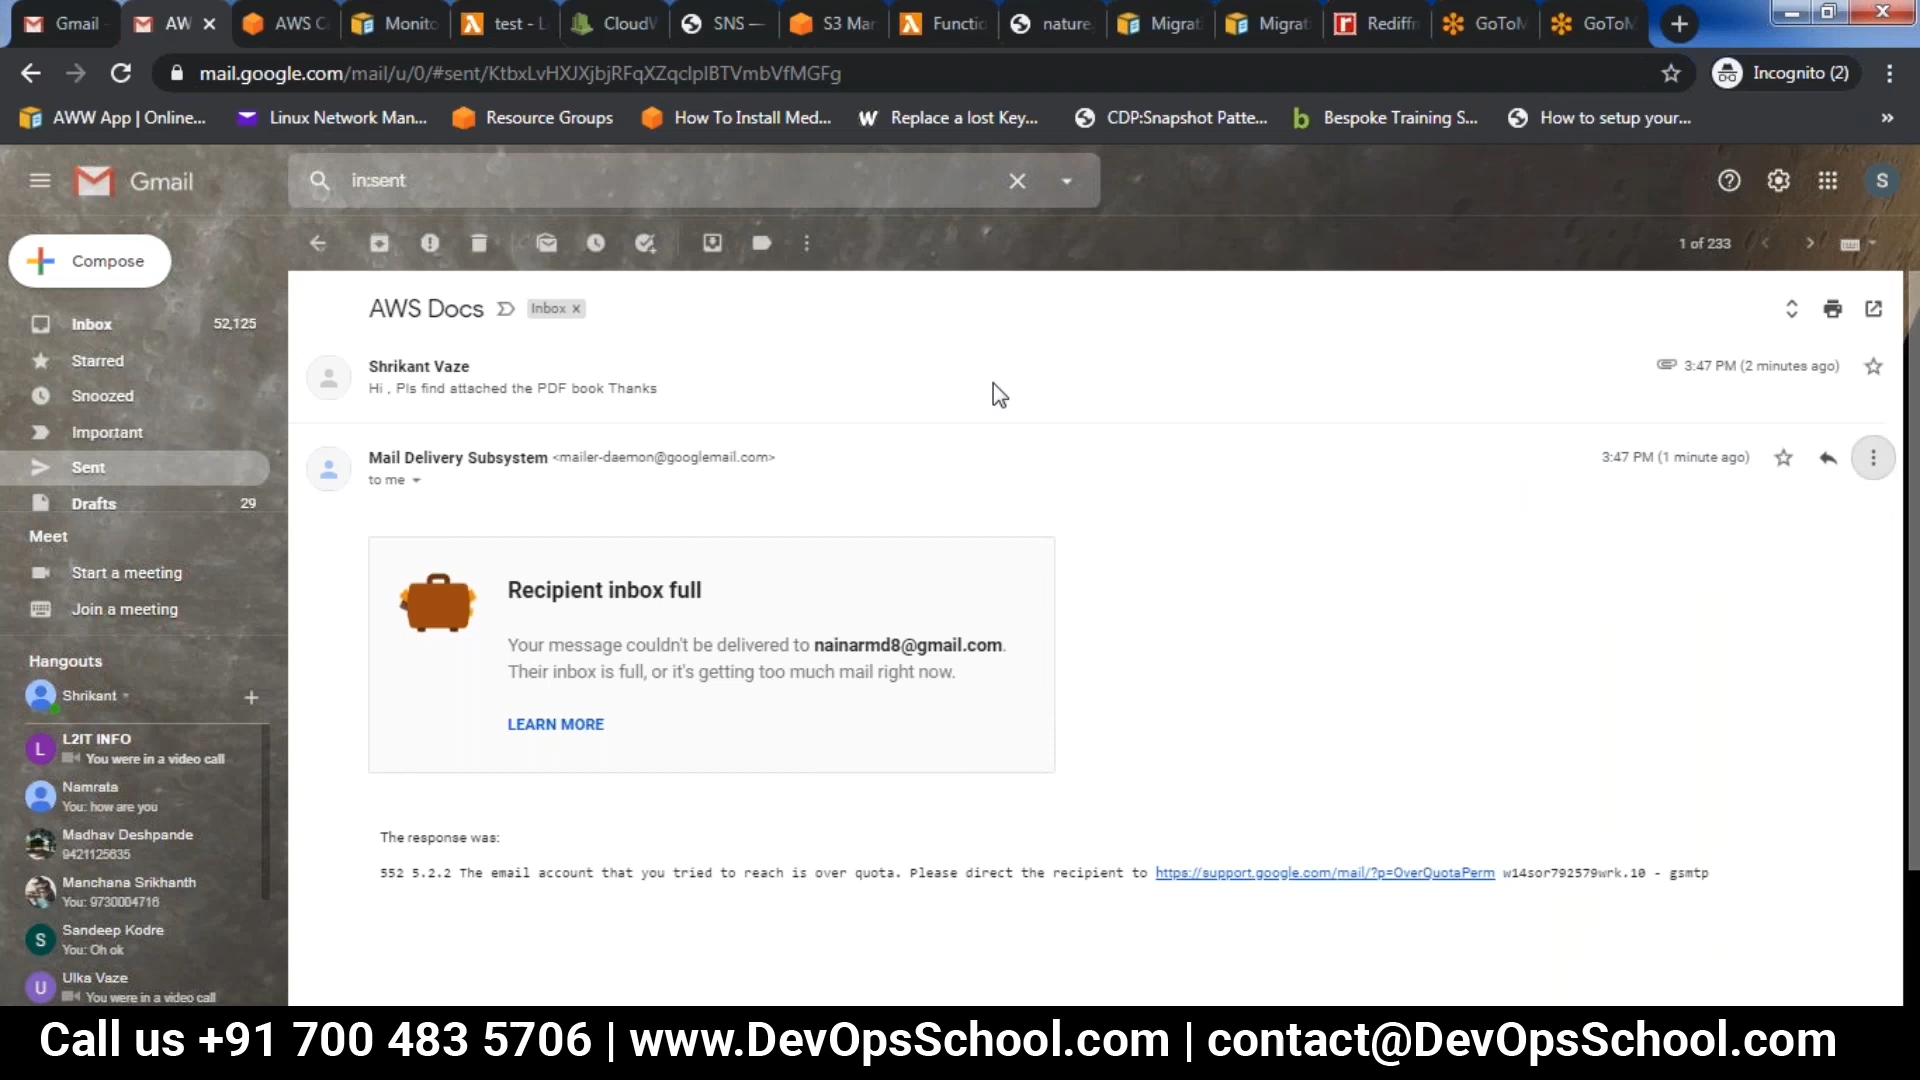 Gmail
AW
AWS C
Monito
test - L
CloudW
SNS —
S3 Man
Functio
nature
Migrat
Migrat
Rediffm
GoToM
GoToM
mail.google.com/mail/u/0/#sent/KtbxLvHXJXjbjRFqXZqclplBTVmbVfMGFg
Incognito (2)
AWW App | Online...
Linux Network Man...
Resource Groups
How To Install Med...
Replace a lost Key...
CDP:Snapshot Patte...
Bespoke Training S...
How to setup your...
»
Gmail
in:sent
S
Compose
1 of 233
Inbox 52,125
Starred
Snoozed
Important
Sent
Drafts 29
Meet
Start a meeting
Join a meeting
Hangouts
Shrikant
L
L2IT INFO
You were in a video call
Namrata
You: how are you
Madhav Deshpande
9421125635
Manchana Srikhanth
You: 9730004716
S
Sandeep Kodre
You: Oh ok
U
Ulka Vaze
You were in a video call
AWS Docs
Inbox x
Shrikant Vaze
3:47 PM (2 minutes ago)
Hi , Pls find attached the PDF book Thanks
Mail Delivery Subsystem <mailer-daemon@googlemail.com>
3:47 PM (1 minute ago)
to me
Recipient inbox full
Your message couldn't be delivered to nainarmd8@gmail.com.
Their inbox is full, or it's getting too much mail right now.
LEARN MORE
The response was:
552 5.2.2 The email account that you tried to reach is over quota. Please direct the recipient to https://support.google.com/mail/?p=OverQuotaPerm w14sor792579wrk.10 - gsmtp
Call us +91 700 483 5706 | www.DevOpsSchool.com | contact@DevOpsSchool.com